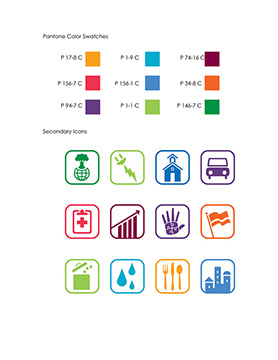 Pantone Color Swatches
P 17-8 C P 1-9 C P 74-16 C
P 156-7 C P 156-1 C P 34-8 C
P 94-7 C P 1-1 C P 146-7 C
Secondary Icons